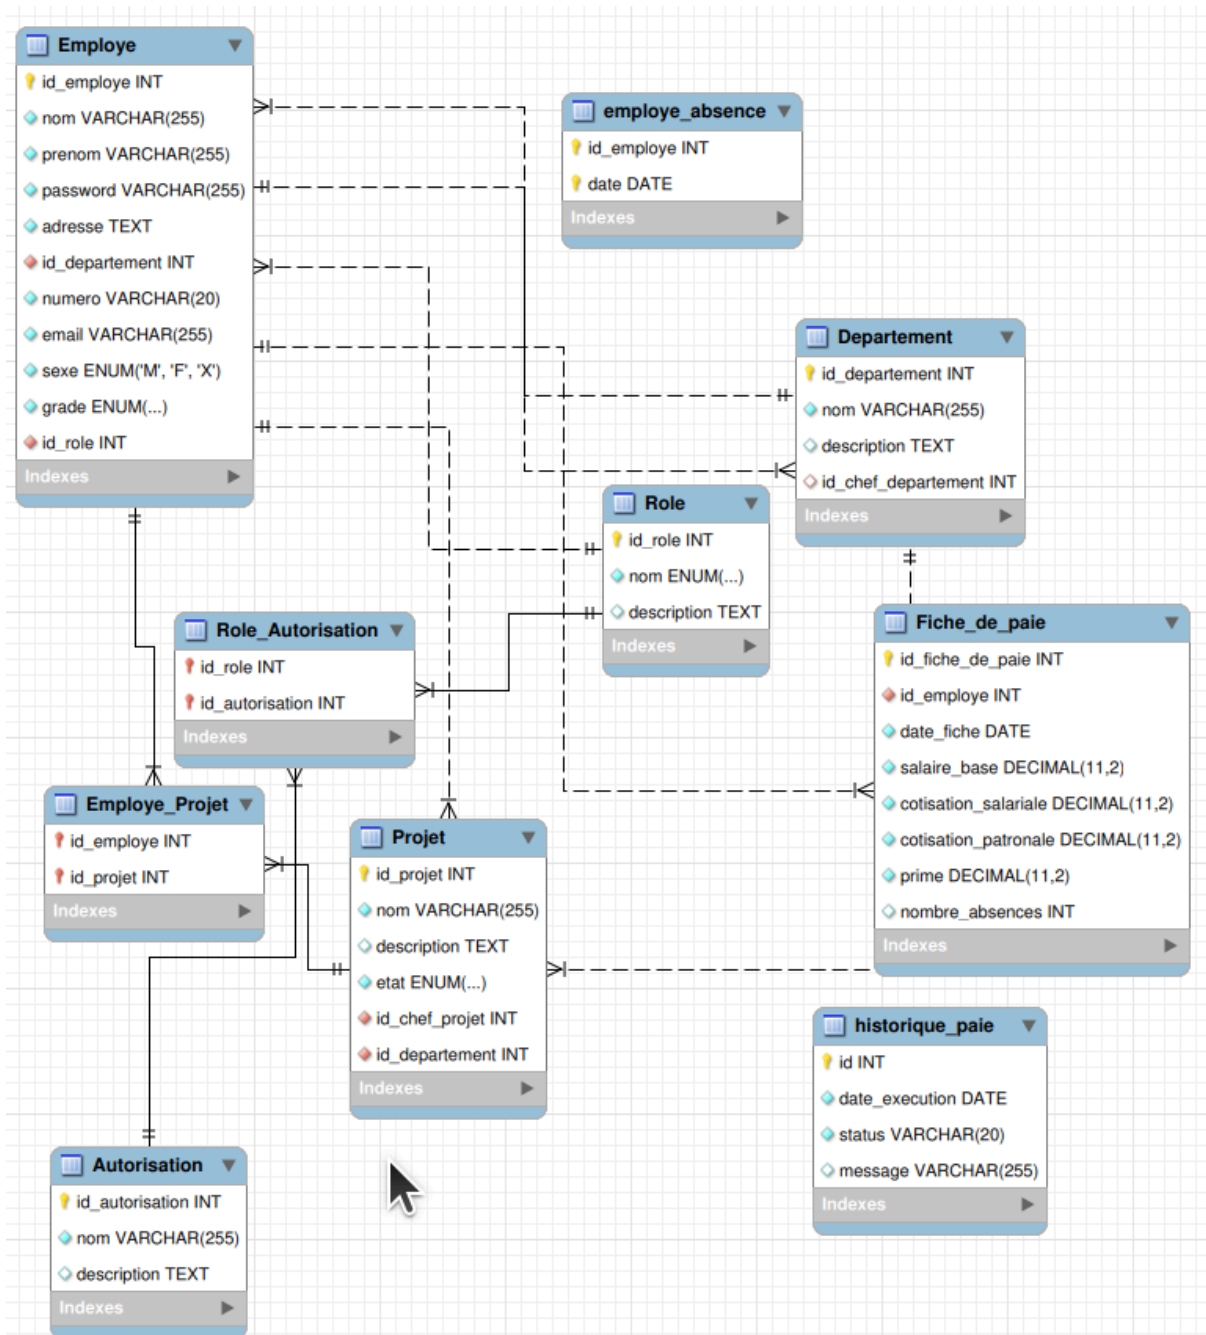 Employe
id_employe INT
nom VARCHAR(255)
prenom VARCHAR(255)
password VARCHAR(255)
adresse TEXT
id_departement INT
numero VARCHAR(20)
email VARCHAR(255)
sexe ENUM('M', 'F', 'X')
grade ENUM(...)
id_role INT
Indexes
employe_absence
id_employe INT
date DATE
Indexes
Departement
id_departement INT
nom VARCHAR(255)
description TEXT
id_chef_departement INT
Indexes
Role
id_role INT
nom ENUM(...)
description TEXT
Indexes
Role_Autorisation
id_role INT
id_autorisation INT
Indexes
Fiche_de_paie
id_fiche_de_paie INT
id_employe INT
date_fiche DATE
salaire_base DECIMAL(11,2)
cotisation_salariale DECIMAL(11,2)
cotisation_patronale DECIMAL(11,2)
prime DECIMAL(11,2)
nombre_absences INT
Indexes
Employe_Projet
id_employe INT
id_projet INT
Indexes
Projet
id_projet INT
nom VARCHAR(255)
description TEXT
etat ENUM(...)
id_chef_projet INT
id_departement INT
Indexes
historique_paie
id INT
date_execution DATE
status VARCHAR(20)
message VARCHAR(255)
Indexes
Autorisation
id_autorisation INT
nom VARCHAR(255)
description TEXT
Indexes